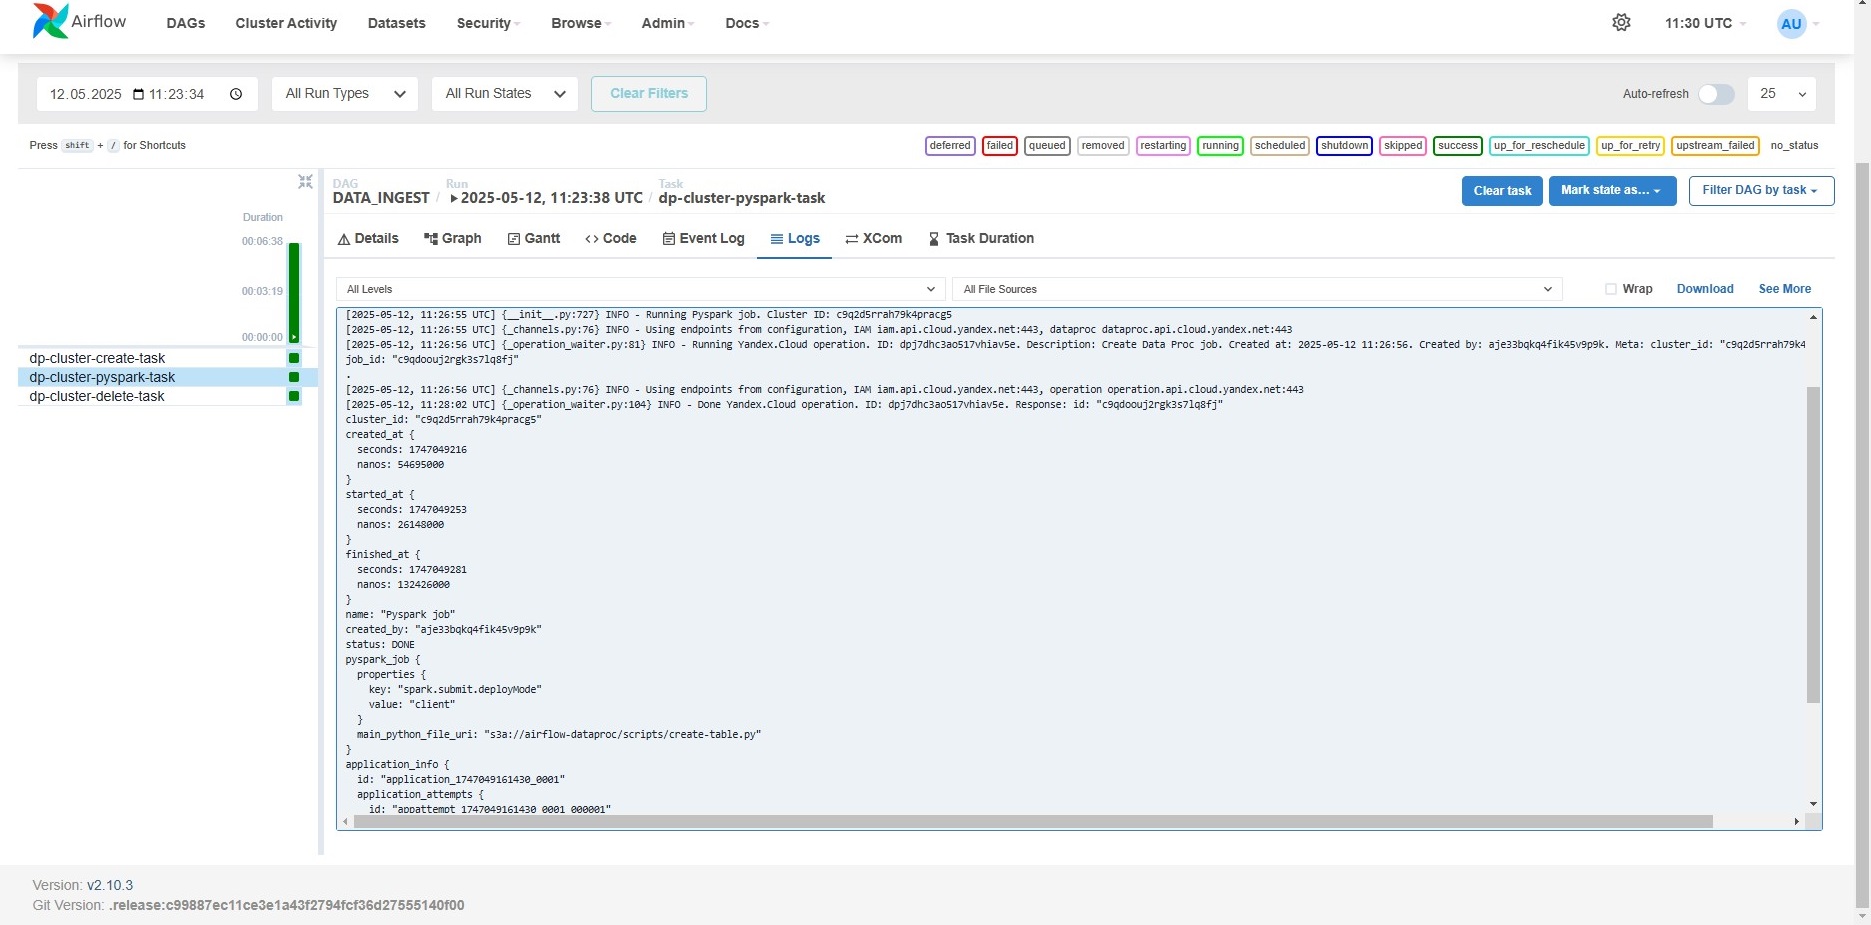 Airflow DAGs Cluster Activity Datasets Security Browse Admin Docs 11:30 UTC AU
12.05.2025 11:23:34 All Run Types All Run States Clear Filters Auto-refresh 25
Press shift + / for Shortcuts deferred failed queued removed restarting running scheduled shutdown skipped success up_for_reschedule up_for_retry upstream_failed no_status
DAG Run Task
DATA_INGEST / 2025-05-12, 11:23:38 UTC / dp-cluster-pyspark-task Clear task Mark state as... Filter DAG by task
Duration
00:06:38
00:03:19
00:00:00
dp-cluster-create-task
dp-cluster-pyspark-task
dp-cluster-delete-task
Details Graph Gantt Code Event Log Logs XCom Task Duration
All Levels All File Sources Wrap Download See More
[2025-05-12, 11:26:55 UTC] {__init__.py:727} INFO - Running Pyspark job. Cluster ID: c9q2d5rrah79k4pracg5
[2025-05-12, 11:26:55 UTC] {_channels.py:76} INFO - Using endpoints from configuration, IAM iam.api.cloud.yandex.net:443, dataproc dataproc.api.cloud.yandex.net:443
[2025-05-12, 11:26:56 UTC] {_operation_waiter.py:81} INFO - Running Yandex.Cloud operation. ID: dpj7dhc3ao517vhiav5e. Description: Create Data Proc job. Created at: 2025-05-12 11:26:56. Created by: aje33bqkq4fik45v9p9k. Meta: cluster_id: "c9q2d5rrah79k4
job_id: "c9qdoouj2rgk3s7lq8fj"
.
[2025-05-12, 11:26:56 UTC] {_channels.py:76} INFO - Using endpoints from configuration, IAM iam.api.cloud.yandex.net:443, operation operation.api.cloud.yandex.net:443
[2025-05-12, 11:28:02 UTC] {_operation_waiter.py:104} INFO - Done Yandex.Cloud operation. ID: dpj7dhc3ao517vhiav5e. Response: id: "c9qdoouj2rgk3s7lq8fj"
cluster_id: "c9q2d5rrah79k4pracg5"
created_at {
seconds: 1747049216
nanos: 54695000
}
started_at {
seconds: 1747049253
nanos: 26148000
}
finished_at {
seconds: 1747049281
nanos: 132426000
}
name: "Pyspark job"
created_by: "aje33bqkq4fik45v9p9k"
status: DONE
pyspark_job {
properties {
key: "spark.submit.deployMode"
value: "client"
}
main_python_file_uri: "s3a://airflow-dataproc/scripts/create-table.py"
}
application_info {
id: "application_1747049161430_0001"
application_attempts {
id: "appattempt_1747049161430_0001_000001"
Version: v2.10.3
Git Version: .release:c99887ec11ce3e1a43f2794fcf36d27555140f00